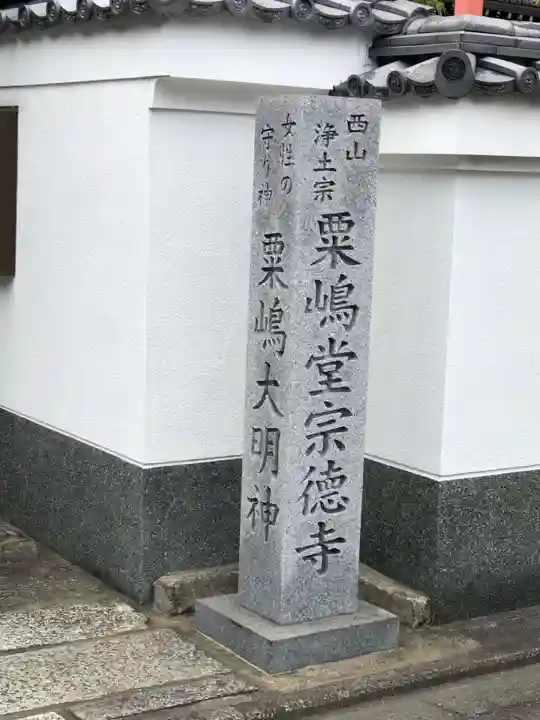 西山
浄土宗
粟嶋堂宗徳寺
女性の
守り神
粟嶋大明神